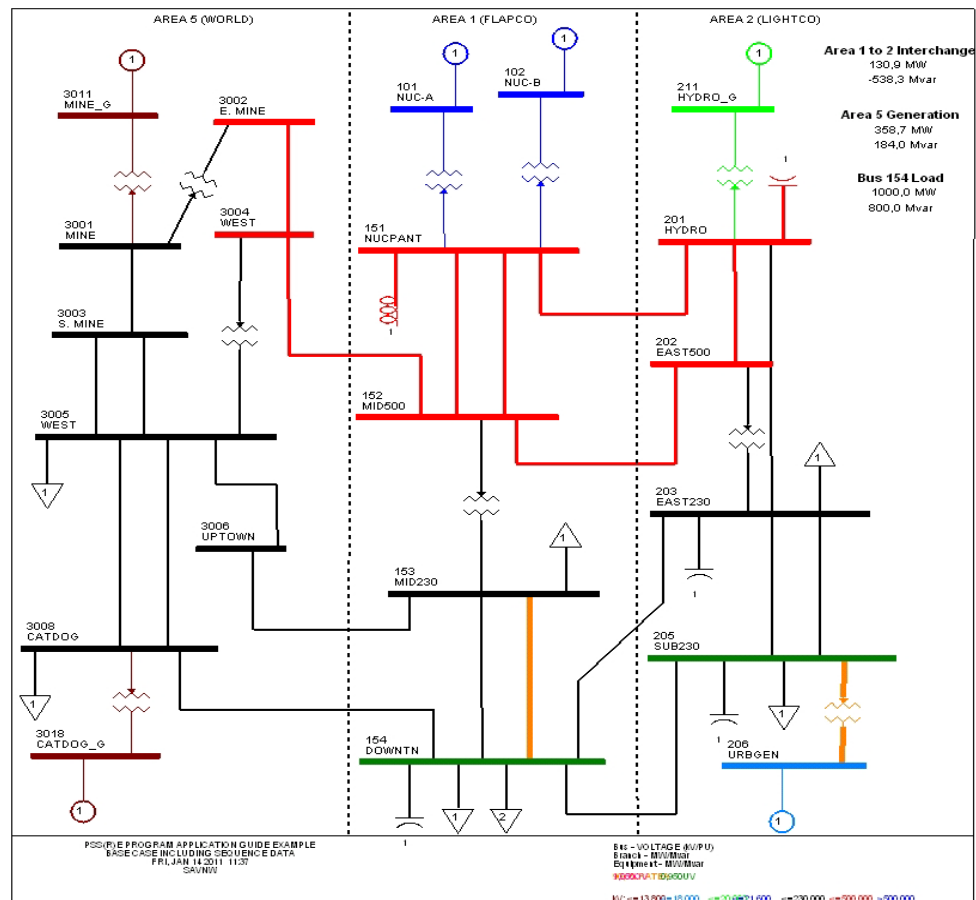 AREA 5 (WORLD)
AREA 1 (FLAPCO)
AREA 2 (LIGHTCO)
Area 1 to 2 Interchange
130,9 MW
-538,3 Mvar
Area 5 Generation
358,7 MW
184,0 Mvar
Bus 154 Load
1000,0 MW
800,0 Mvar
1
3011
MINE_G
3002
E. MINE
3001
MINE
3004
WEST
3003
S. MINE
3005
WEST
1
3006
UPTOWN
3008
CATDOG
1
3018
CATDOG_G
1
1
101
NUC-A
1
102
NUC-B
151
NUCPANT
1
152
MID500
153
MID230
1
154
DOWNTN
1
1
2
1
211
HYDRO_G
1
201
HYDRO
202
EAST500
203
EAST230
1
1
205
SUB230
1
1
206
URBGEN
1
PSS(R)E PROGRAM APPLICATION GUIDE EXAMPLE
BASE CASE INCLUDING SEQUENCE DATA
FRI, JAN 14 2011 11:37
SAVNW
Bus - VOLTAGE (kV/PU)
Branch - MW/Mvar
Equipment - MW/Mvar